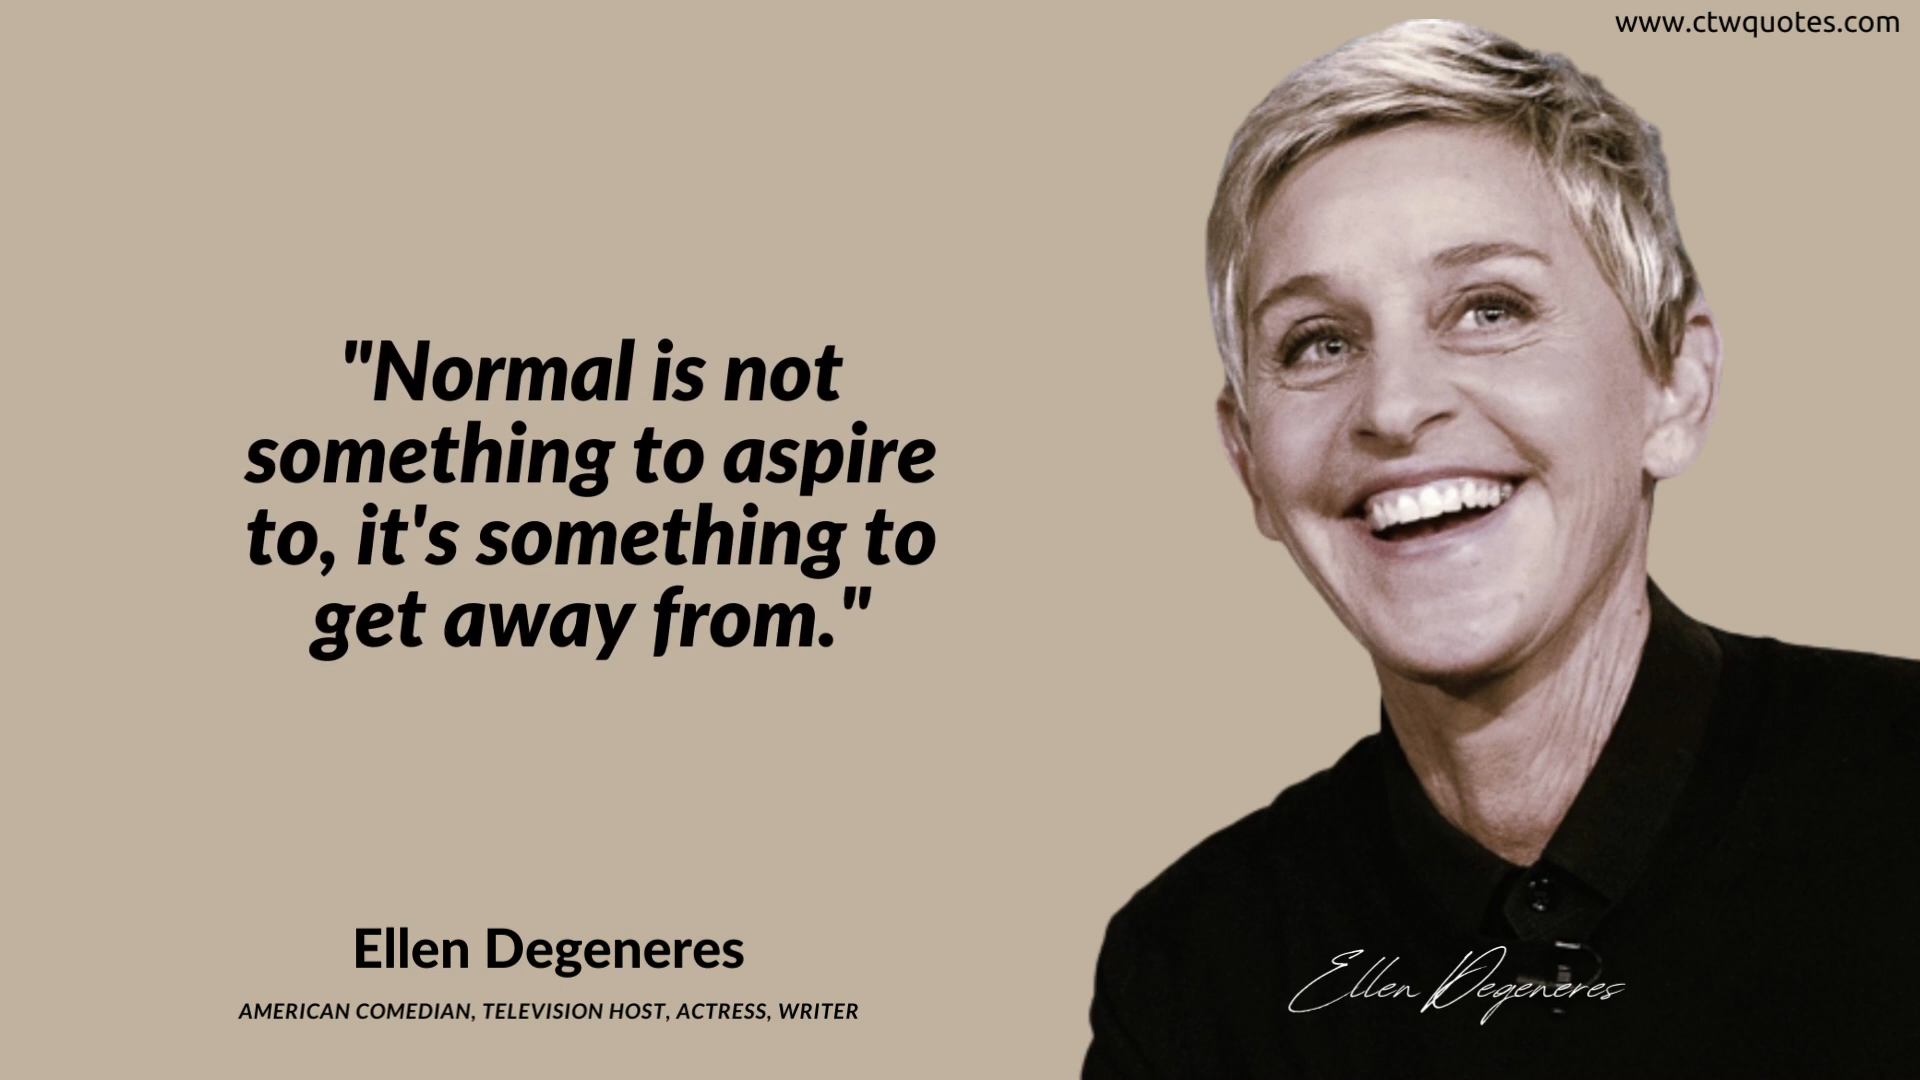 www.ctwquotes.com
"Normal is not
something to aspire
to, it's something to
get away from."
Ellen Degeneres
AMERICAN COMEDIAN, TELEVISION HOST, ACTRESS, WRITER
Ellen Degeneres